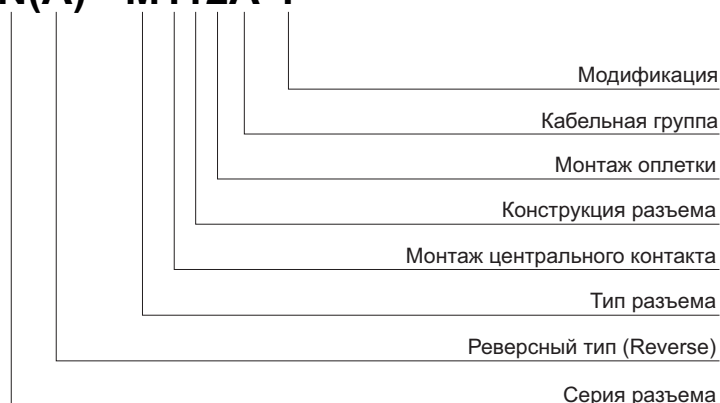 Модификация
Кабельная группа
Монтаж оплетки
Конструкция разъема
Монтаж центрального контакта
Тип разъема
Реверсный тип (Reverse)
Серия разъема